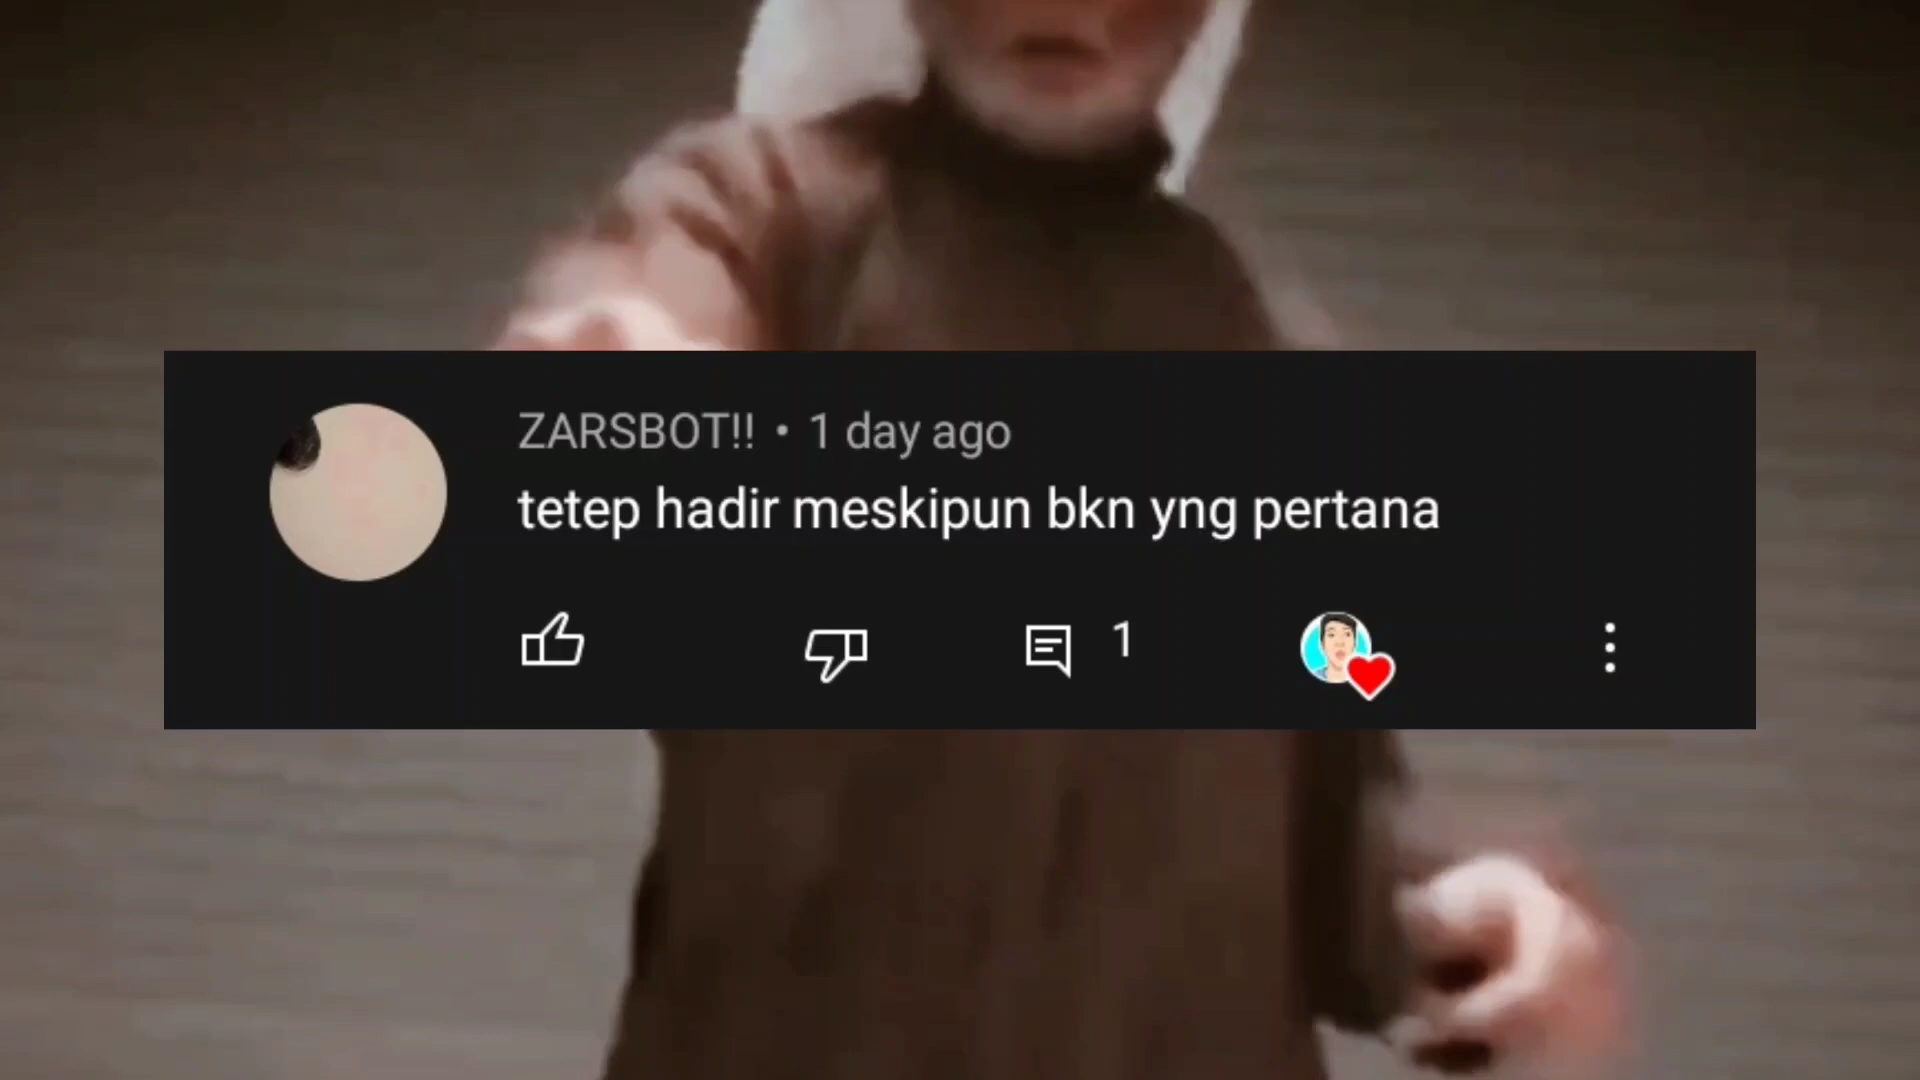 ZARSBOT!! • 1 day ago
tetep hadir meskipun bkn yng pertana
1